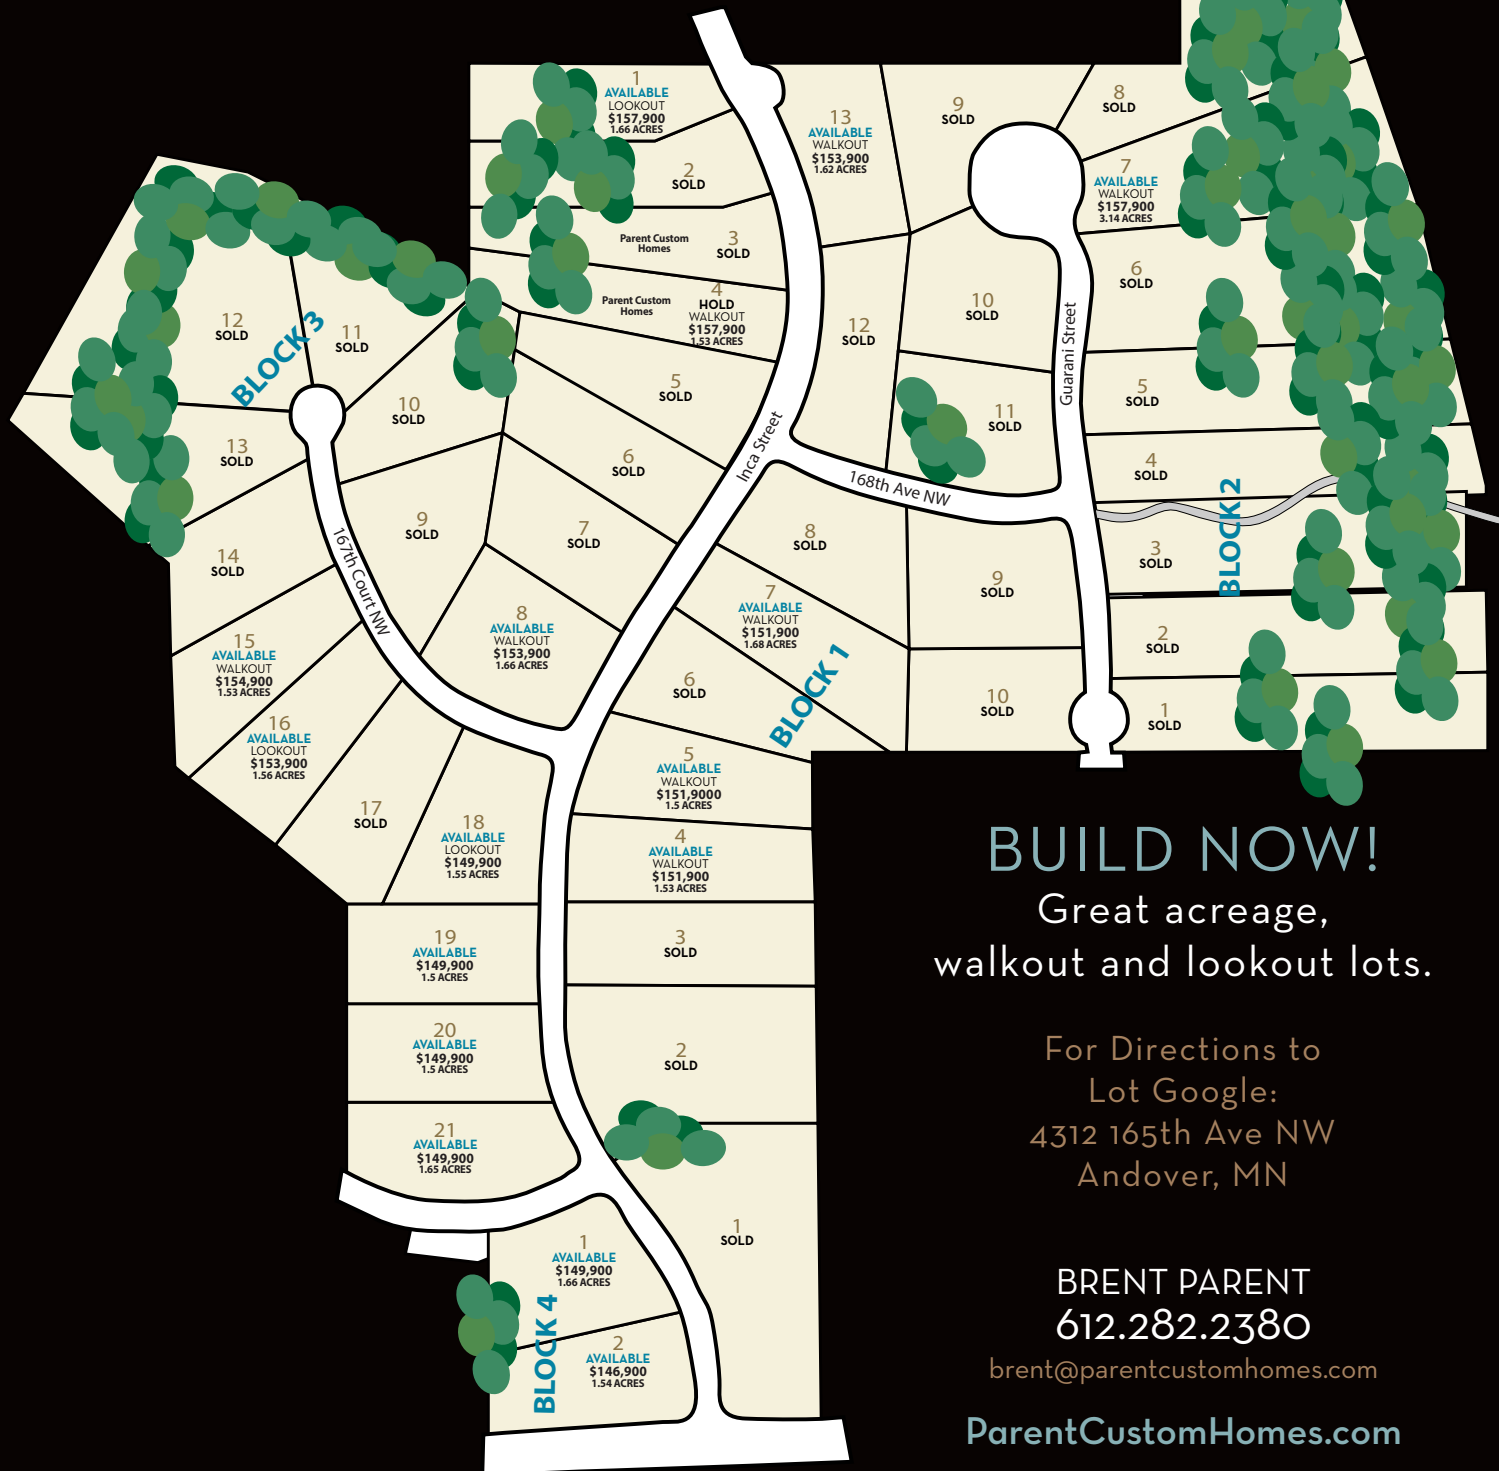 1
AVAILABLE
LOOKOUT
$157,900
1.66 ACRES
2
SOLD
Parent Custom
Homes
3
SOLD
Parent Custom
Homes
4
HOLD
WALKOUT
$157,900
1.53 ACRES
5
SOLD
6
SOLD
7
SOLD
8
AVAILABLE
WALKOUT
$153,900
1.66 ACRES
9
SOLD
10
SOLD
11
SOLD
12
SOLD
BLOCK 3
13
SOLD
14
SOLD
15
AVAILABLE
WALKOUT
$154,900
1.53 ACRES
16
AVAILABLE
LOOKOUT
$153,900
1.56 ACRES
17
SOLD
18
AVAILABLE
LOOKOUT
$149,900
1.55 ACRES
19
AVAILABLE
$149,900
1.5 ACRES
20
AVAILABLE
$149,900
1.5 ACRES
21
AVAILABLE
$149,900
1.65 ACRES
167th Court NW
Inca Street
168th Ave NW
Guarani Street
13
AVAILABLE
WALKOUT
$153,900
1.62 ACRES
12
SOLD
9
SOLD
10
SOLD
11
SOLD
8
SOLD
7
AVAILABLE
WALKOUT
$157,900
3.14 ACRES
6
SOLD
5
SOLD
4
SOLD
BLOCK 2
3
SOLD
2
SOLD
1
SOLD
8
SOLD
9
SOLD
10
SOLD
7
AVAILABLE
WALKOUT
$151,900
1.68 ACRES
BLOCK 1
6
SOLD
5
AVAILABLE
WALKOUT
$151,9000
1.5 ACRES
4
AVAILABLE
WALKOUT
$151,900
1.53 ACRES
3
SOLD
2
SOLD
1
SOLD
1
AVAILABLE
$149,900
1.66 ACRES
BLOCK 4
2
AVAILABLE
$146,900
1.54 ACRES
BUILD NOW!
Great acreage,
walkout and lookout lots.
For Directions to
Lot Google:
4312 165th Ave NW
Andover, MN
BRENT PARENT
612.282.2380
brent@parentcustomhomes.com
ParentCustomHomes.com